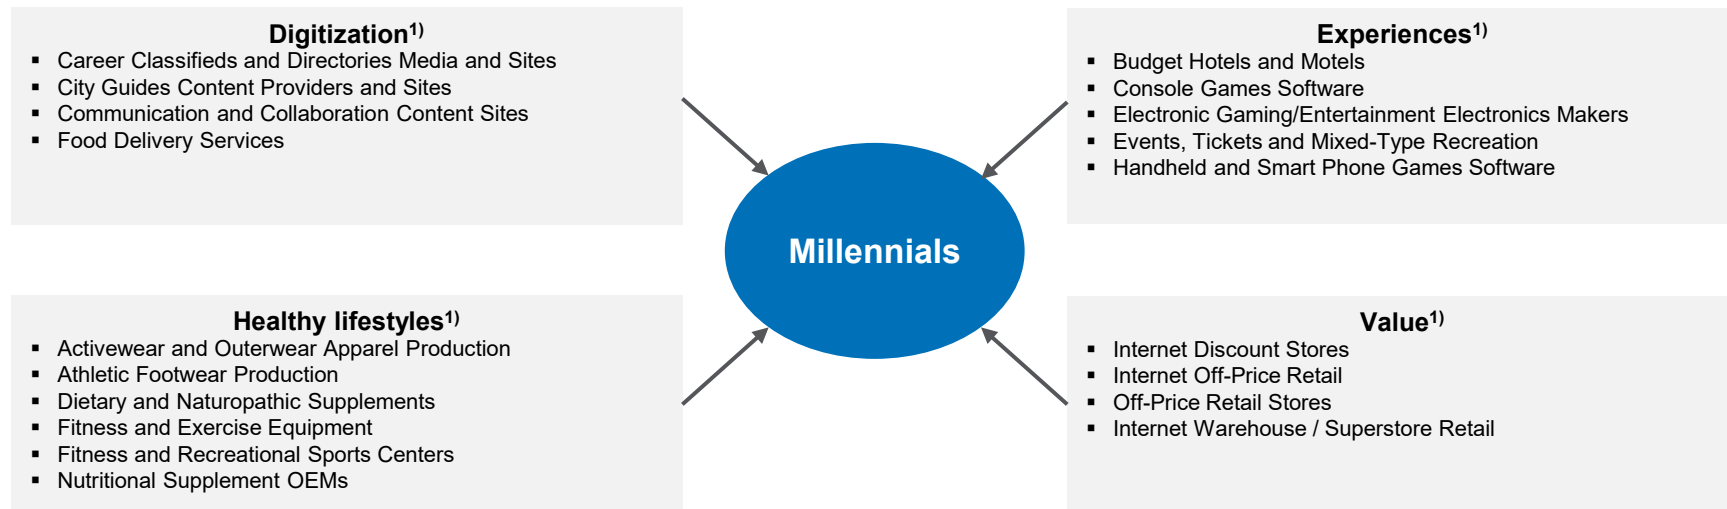 Digitization1)
▪ Career Classifieds and Directories Media and Sites
▪ City Guides Content Providers and Sites
▪ Communication and Collaboration Content Sites
▪ Food Delivery Services
Experiences1)
▪ Budget Hotels and Motels
▪ Console Games Software
▪ Electronic Gaming/Entertainment Electronics Makers
▪ Events, Tickets and Mixed-Type Recreation
▪ Handheld and Smart Phone Games Software
Millennials
Healthy lifestyles1)
▪ Activewear and Outerwear Apparel Production
▪ Athletic Footwear Production
▪ Dietary and Naturopathic Supplements
▪ Fitness and Exercise Equipment
▪ Fitness and Recreational Sports Centers
▪ Nutritional Supplement OEMs
Value1)
▪ Internet Discount Stores
▪ Internet Off-Price Retail
▪ Off-Price Retail Stores
▪ Internet Warehouse / Superstore Retail